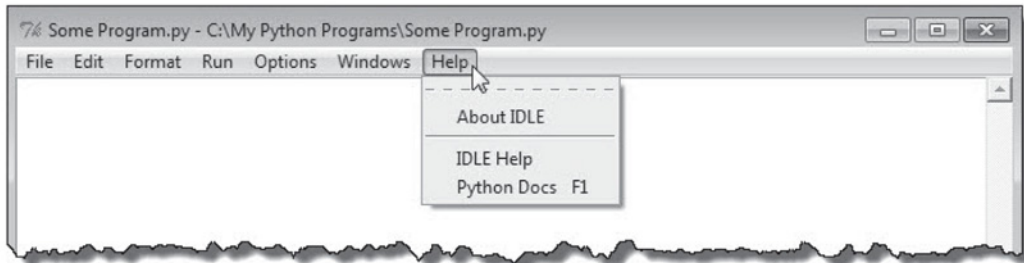 Some Program.py - C:\My Python Programs\Some Program.py
File Edit Format Run Options Windows Help
About IDLE
IDLE Help
Python Docs F1